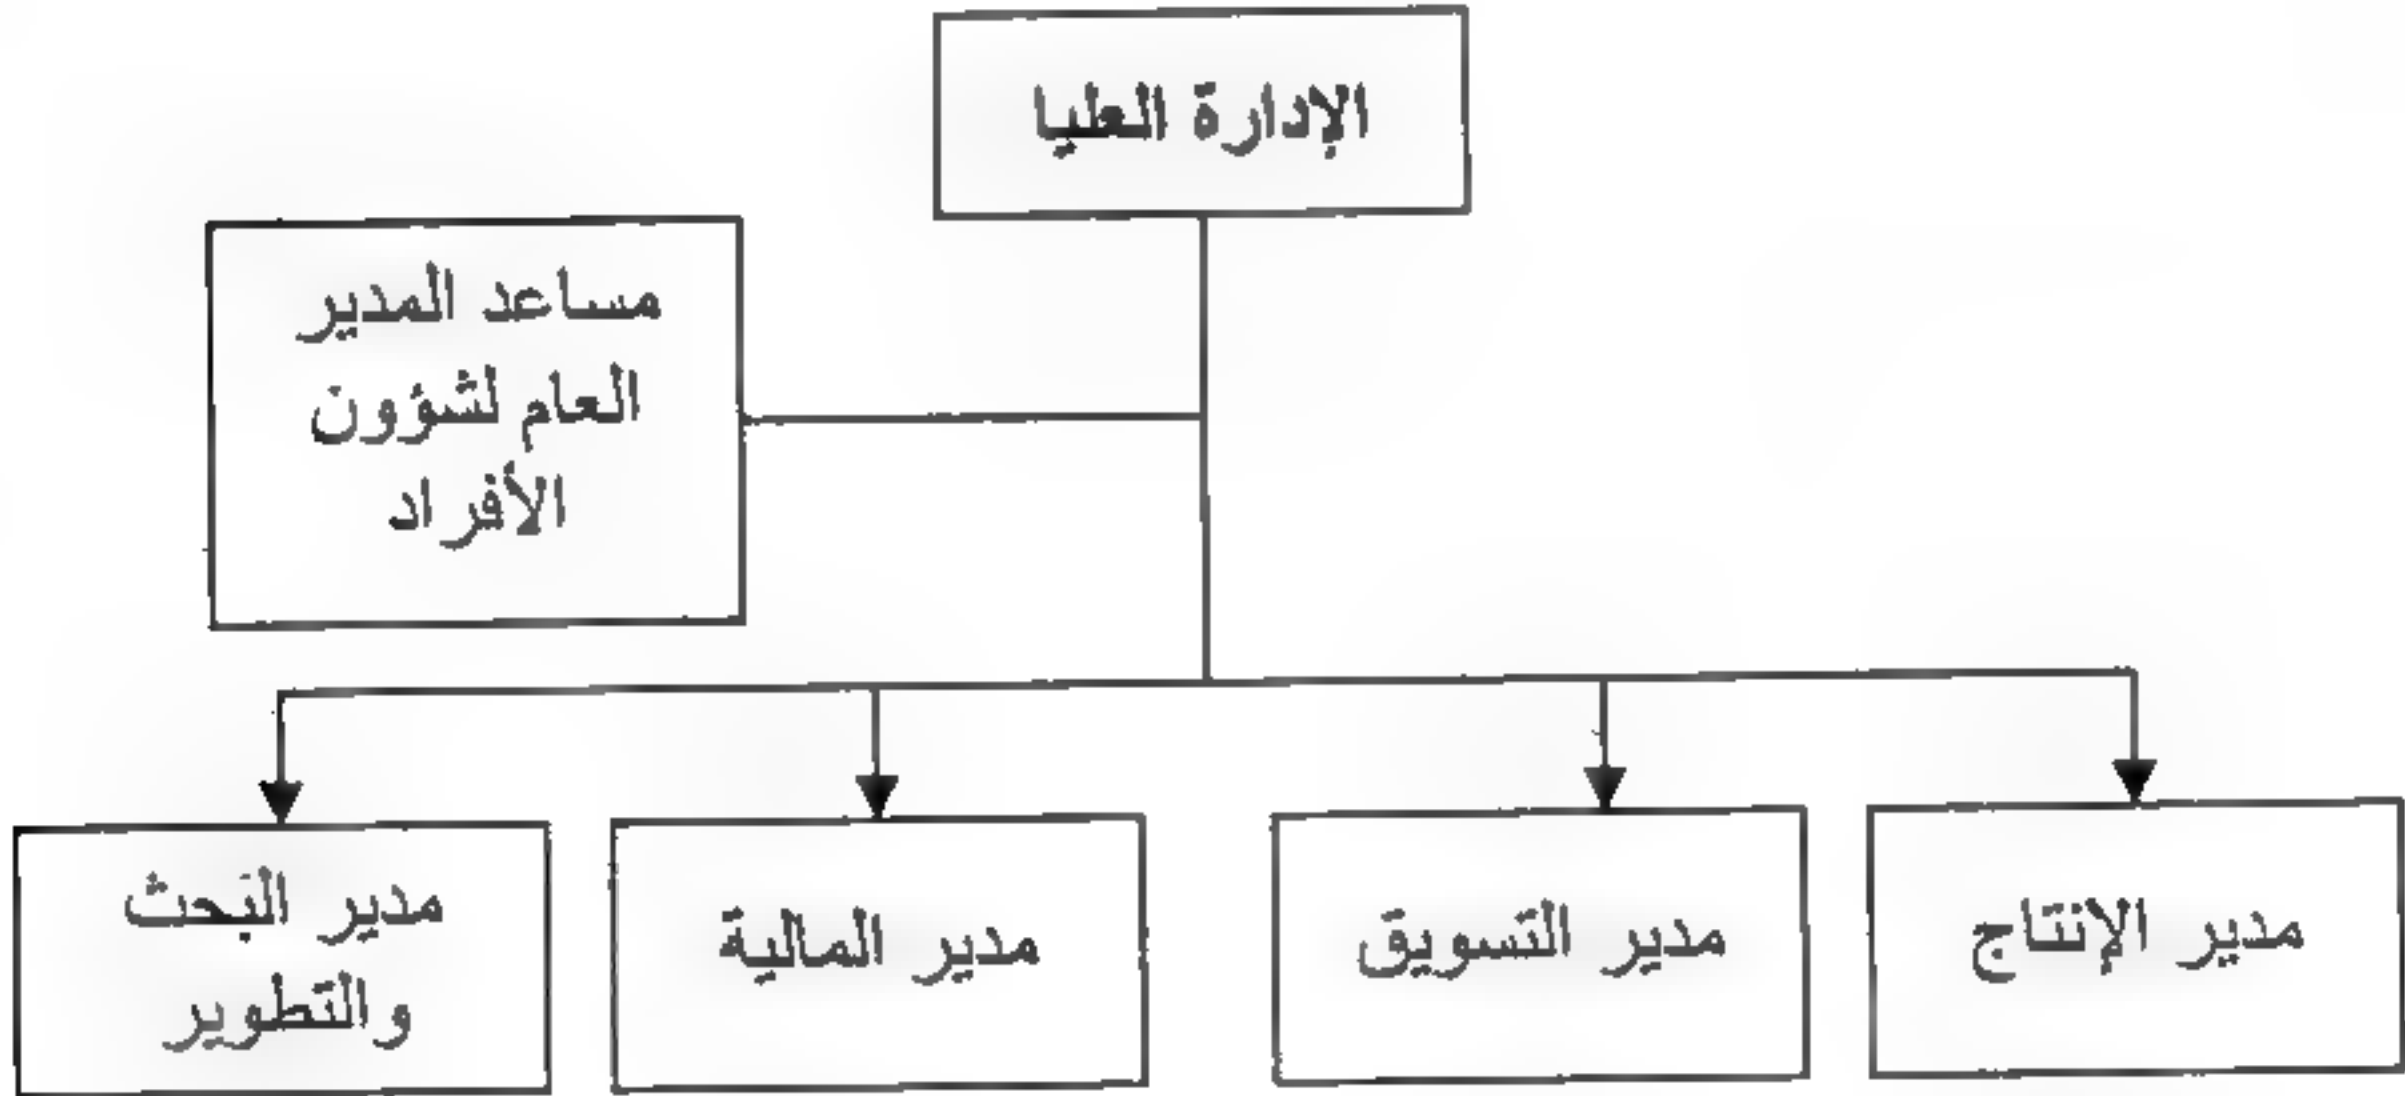 الإدارة العليا
مساعد المدير
العام لشؤون
الأفراد
مدير الإنتاج
مدير التسويق
مدير المالية
مدير البحث
والتطوير